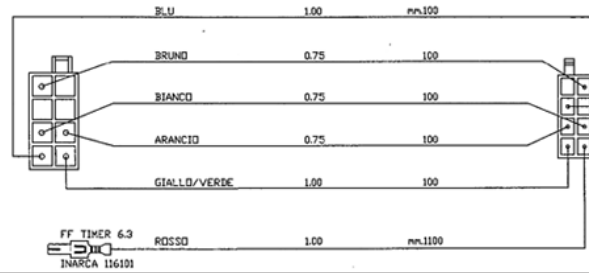 BLU 1.00 mm.100
BRUNO 0.75 100
BIANCO 0.75 100
ARANCIO 0.75 100
GIALLO/VERDE 1.00 100
FF TIMER 6.3
ROSSO 1.00 mm.1100
INARCA 116101